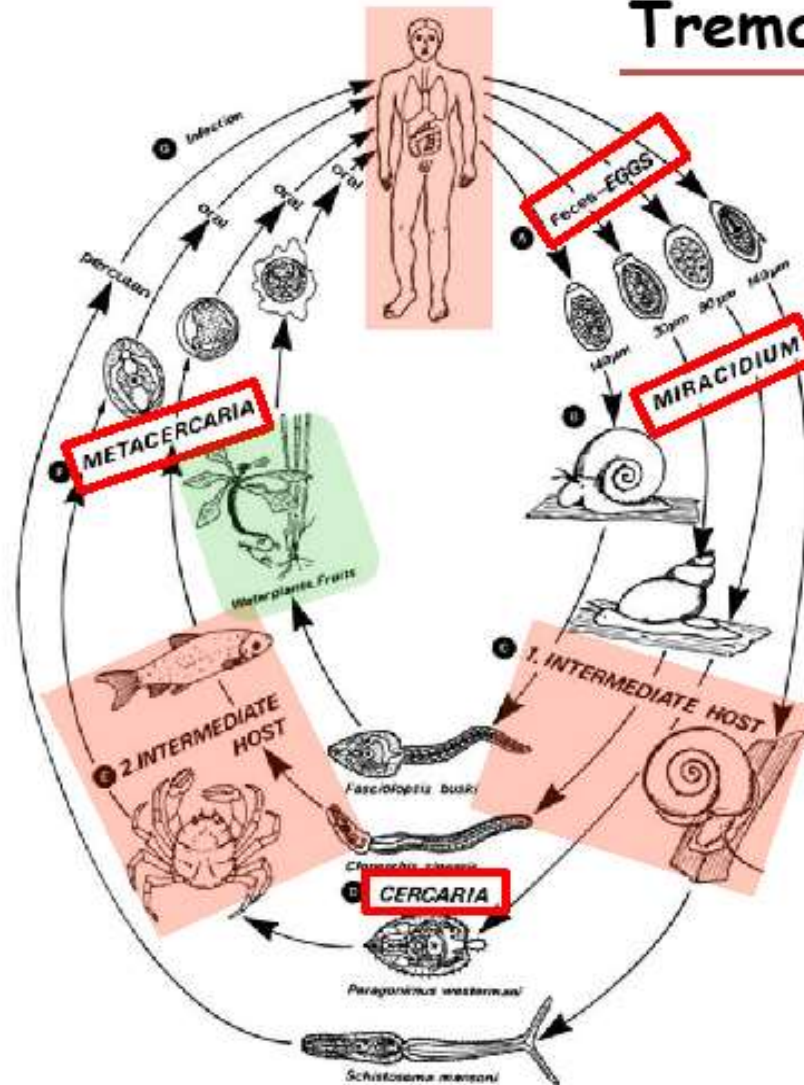 Tremo
G Infection
oral
oral
oral
percutan
Feces–EGGS
A
140µm
30µm
90µm
140µm
MIRACIDIUM
B
F METACERCARIA
Waterplants, Fruits
C 1. INTERMEDIATE HOST
E 2. INTERMEDIATE
HOST
Fasciolopsis buski
Clonorchis sinensis
D CERCARIA
Paragonimus westermani
Schistosoma mansoni